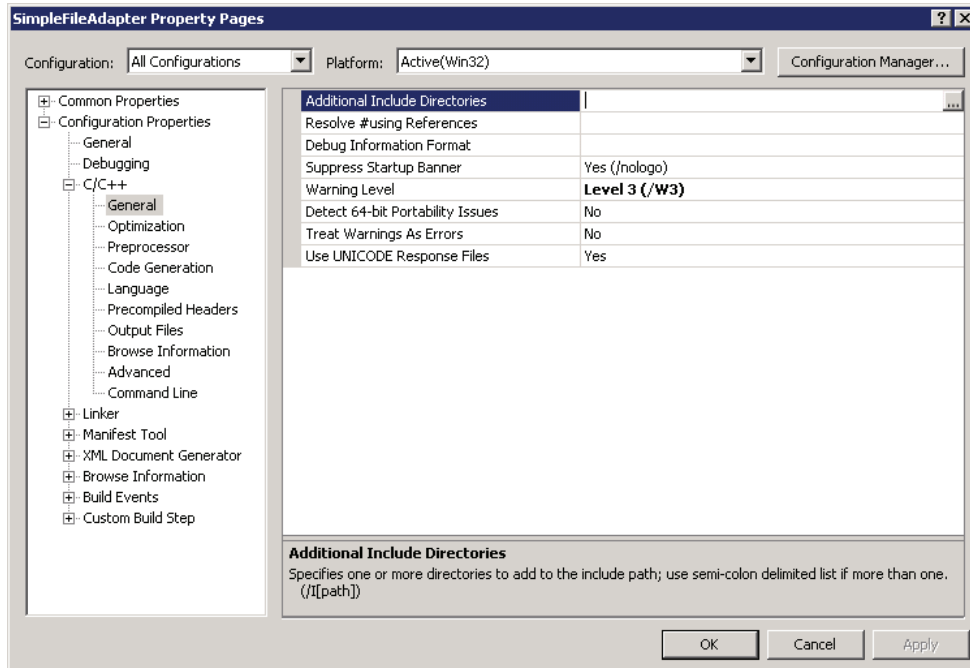 SimpleFileAdapter Property Pages
Configuration: All Configurations Platform: Active(Win32) Configuration Manager...
Common Properties
Configuration Properties
General
Debugging
C/C++
General
Optimization
Preprocessor
Code Generation
Language
Precompiled Headers
Output Files
Browse Information
Advanced
Command Line
Linker
Manifest Tool
XML Document Generator
Browse Information
Build Events
Custom Build Step
Additional Include Directories ...
Resolve #using References
Debug Information Format
Suppress Startup Banner Yes (/nologo)
Warning Level Level 3 (/W3)
Detect 64-bit Portability Issues No
Treat Warnings As Errors No
Use UNICODE Response Files Yes
Additional Include Directories
Specifies one or more directories to add to the include path; use semi-colon delimited list if more than one.
(/I[path])
OK Cancel Apply